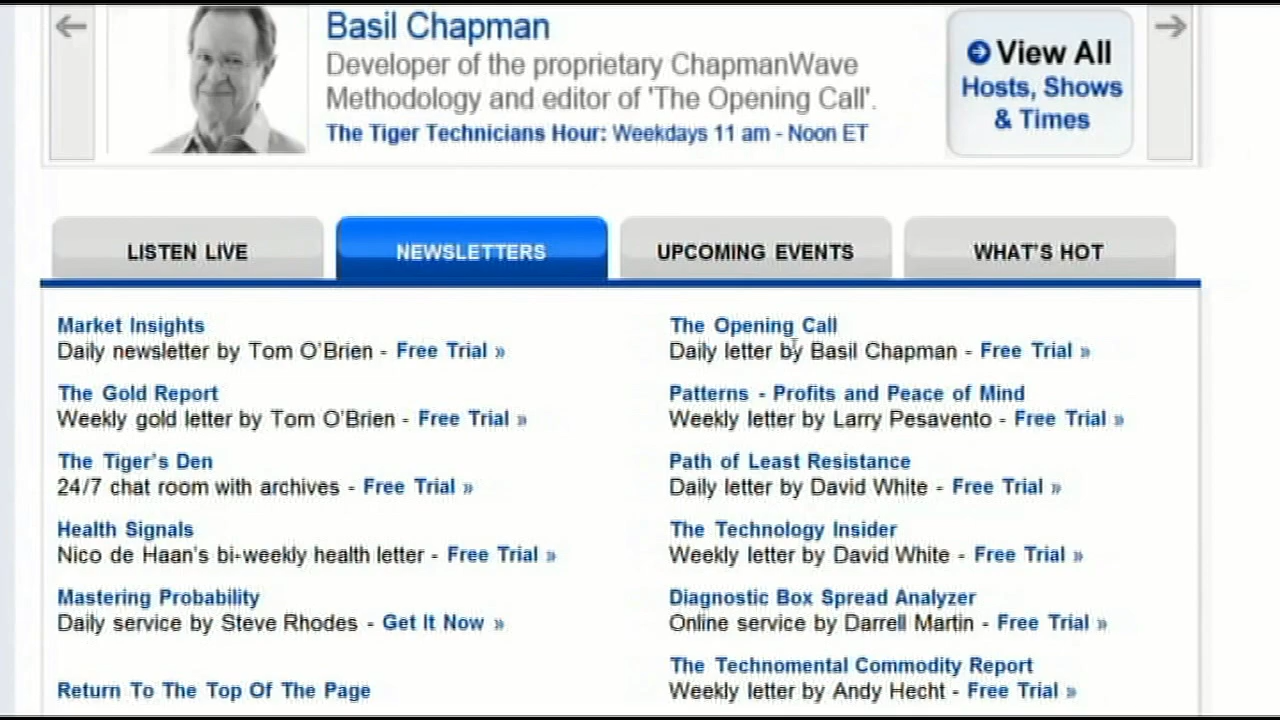 Basil Chapman
Developer of the proprietary ChapmanWave
Methodology and editor of 'The Opening Call'.
The Tiger Technicians Hour: Weekdays 11 am - Noon ET
View All
Hosts, Shows
& Times
LISTEN LIVE
NEWSLETTERS
UPCOMING EVENTS
WHAT'S HOT
Market Insights
Daily newsletter by Tom O'Brien - Free Trial »
The Gold Report
Weekly gold letter by Tom O'Brien - Free Trial »
The Tiger's Den
24/7 chat room with archives - Free Trial »
Health Signals
Nico de Haan's bi-weekly health letter - Free Trial »
Mastering Probability
Daily service by Steve Rhodes - Get It Now »
Return To The Top Of The Page
The Opening Call
Daily letter by Basil Chapman - Free Trial »
Patterns - Profits and Peace of Mind
Weekly letter by Larry Pesavento - Free Trial »
Path of Least Resistance
Daily letter by David White - Free Trial »
The Technology Insider
Weekly letter by David White - Free Trial »
Diagnostic Box Spread Analyzer
Online service by Darrell Martin - Free Trial »
The Technomental Commodity Report
Weekly letter by Andy Hecht - Free Trial »